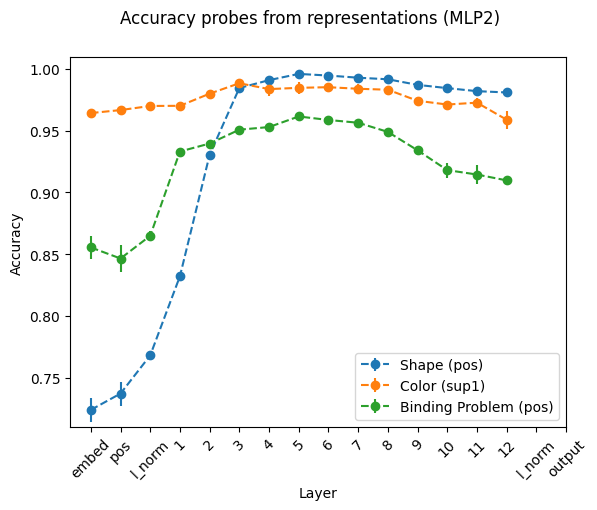 Accuracy probes from representations (MLP2)
1.00
0.95
0.90
0.85
0.80
0.75
Accuracy
Shape (pos)
Color (sup1)
Binding Problem (pos)
embed
pos
l_norm
1
2
3
4
5
6
7
8
9
10
11
12
l_norm
output
Layer